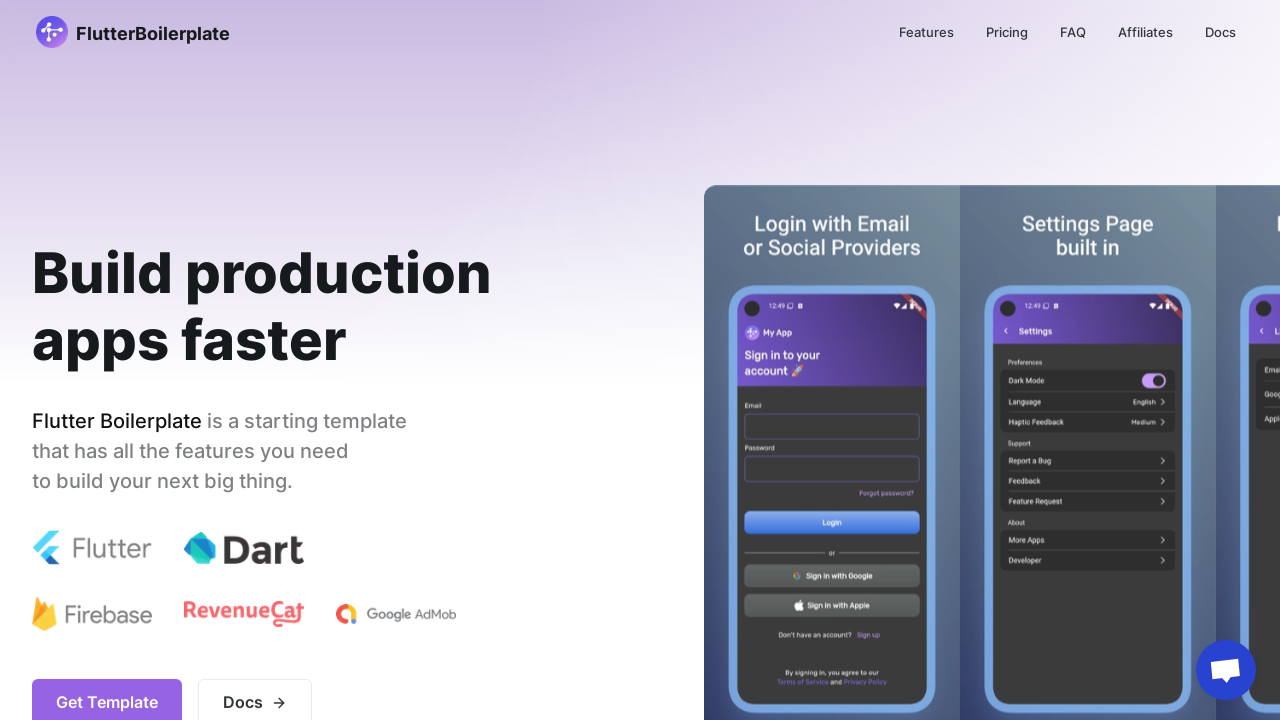 FlutterBoilerplate
Features
Pricing
FAQ
Affiliates
Docs
Build production
apps faster
Flutter Boilerplate is a starting template
that has all the features you need
to build your next big thing.
Flutter
Dart
Firebase
RevenueCat
Google AdMob
Get Template
Docs →
Login with Email
or Social Providers
12:49
My App
Sign in to your
account 🚀
Email
Password
Forgot password?
Login
or
Sign in with Google
Sign in with Apple
Don't have an account? Sign up
By signing in, you agree to our
Terms of Service and Privacy Policy
Settings Page
built in
12:49
Settings
Preferences
Dark Mode
Language English
Haptic Feedback Medium
Support
Report a Bug
Feedback
Feature Request
About
More Apps
Developer